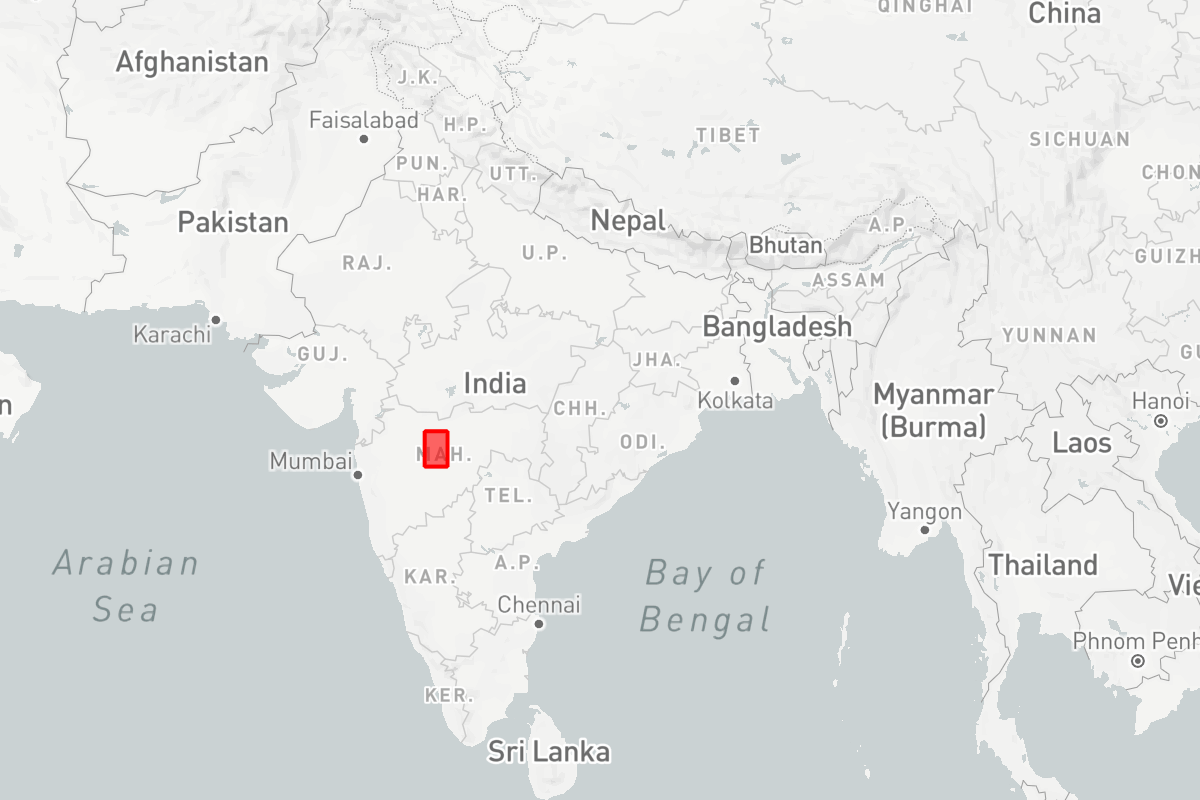 QINGHAI
China
Afghanistan
J.K.
Faisalabad
H.P.
TIBET
SICHUAN
PUN.
UTT.
CHON
HAR.
Pakistan
Nepal
A.P.
Bhutan
U.P.
GUIZH
RAJ.
ASSAM
Karachi
Bangladesh
YUNNAN
GUJ.
JHA.
GU
India
Kolkata
Myanmar
(Burma)
Hanoi
n
CHH.
ODI.
Laos
MAH.
Mumbai
TEL.
Yangon
Arabian
Sea
A.P.
Bay of
Bengal
Thailand
KAR.
Vie
Chennai
Phnom Penh
KER.
Sri Lanka